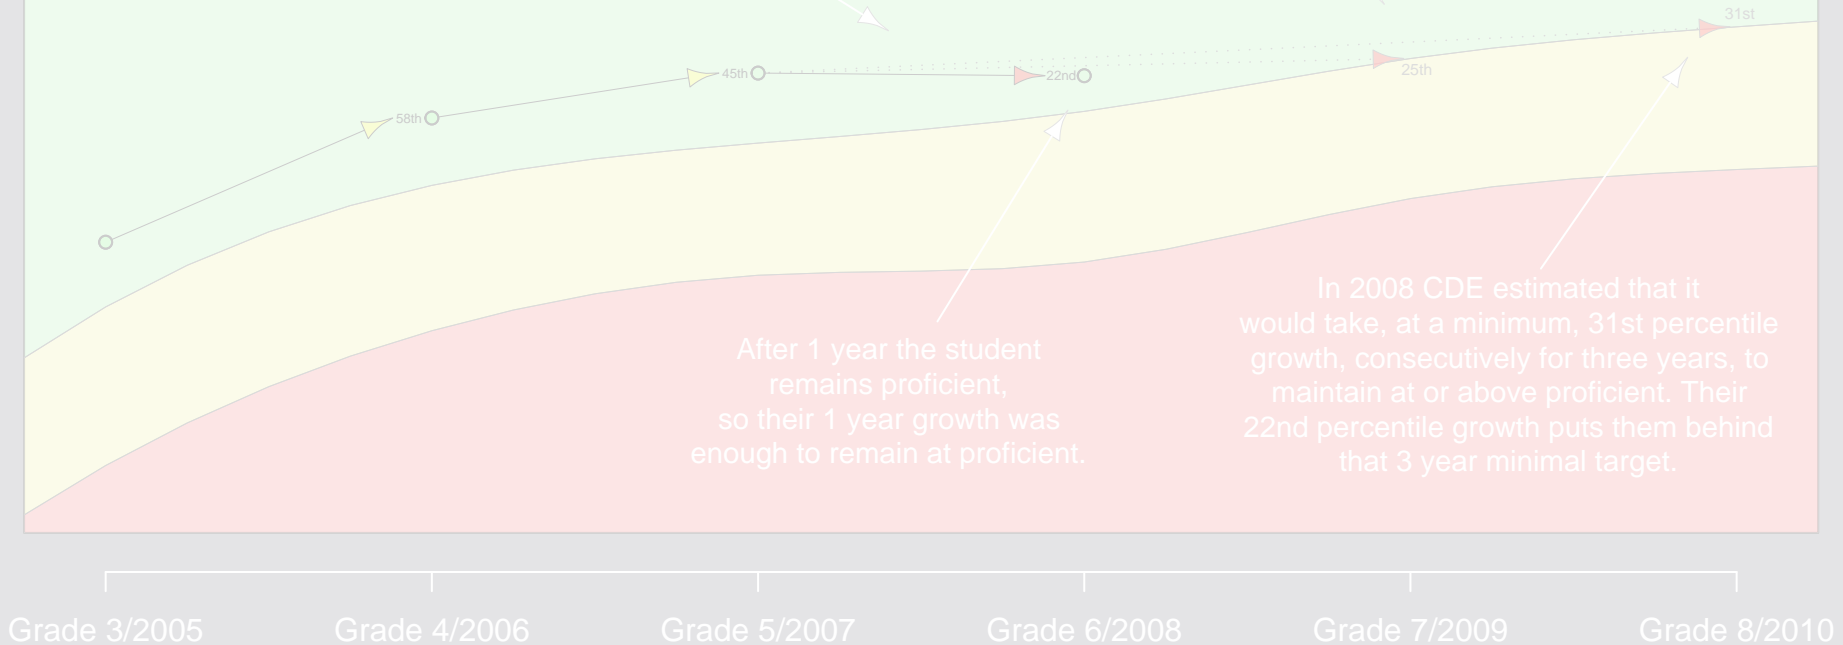 31st
45th
22nd
25th
58th
In 2008 CDE estimated that it
would take, at a minimum, 31st percentile
growth, consecutively for three years, to
maintain at or above proficient. Their
22nd percentile growth puts them behind
that 3 year minimal target.
After 1 year the student
remains proficient,
so their 1 year growth was
enough to remain at proficient.
Grade 3/2005
Grade 4/2006
Grade 5/2007
Grade 6/2008
Grade 7/2009
Grade 8/2010